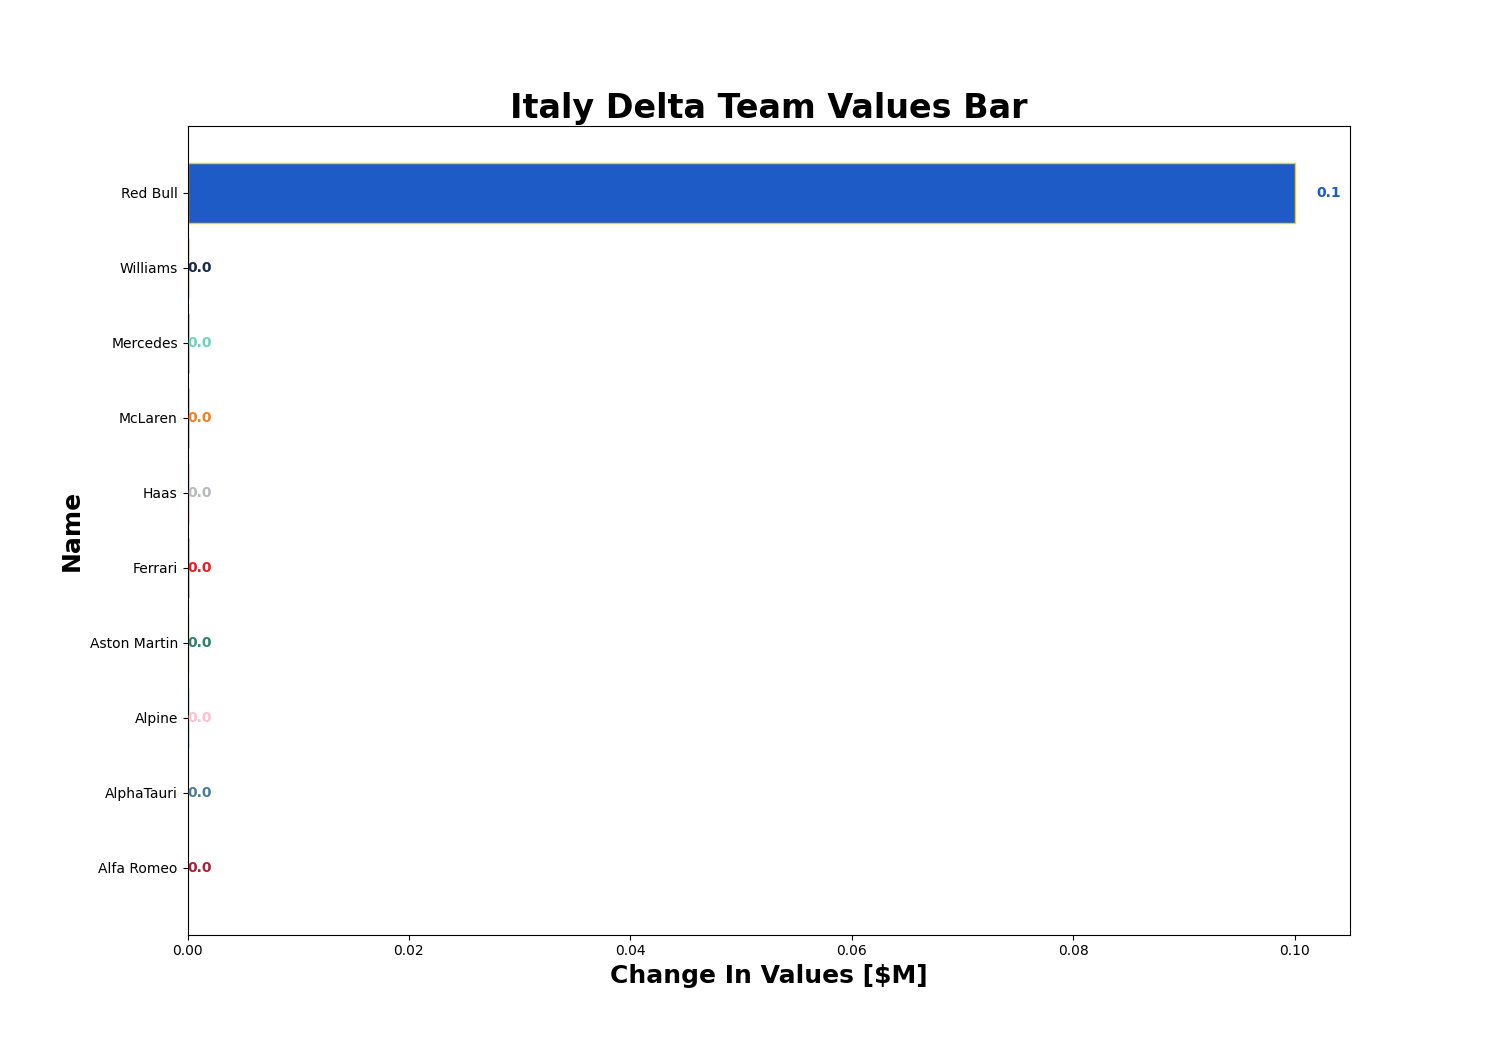 Italy Delta Team Values Bar
Red Bull 0.1
Williams 0.0
Mercedes 0.0
McLaren 0.0
Haas 0.0
Ferrari 0.0
Aston Martin 0.0
Alpine 0.0
AlphaTauri 0.0
Alfa Romeo 0.0
Name
0.00 0.02 0.04 0.06 0.08 0.10
Change In Values [$M]